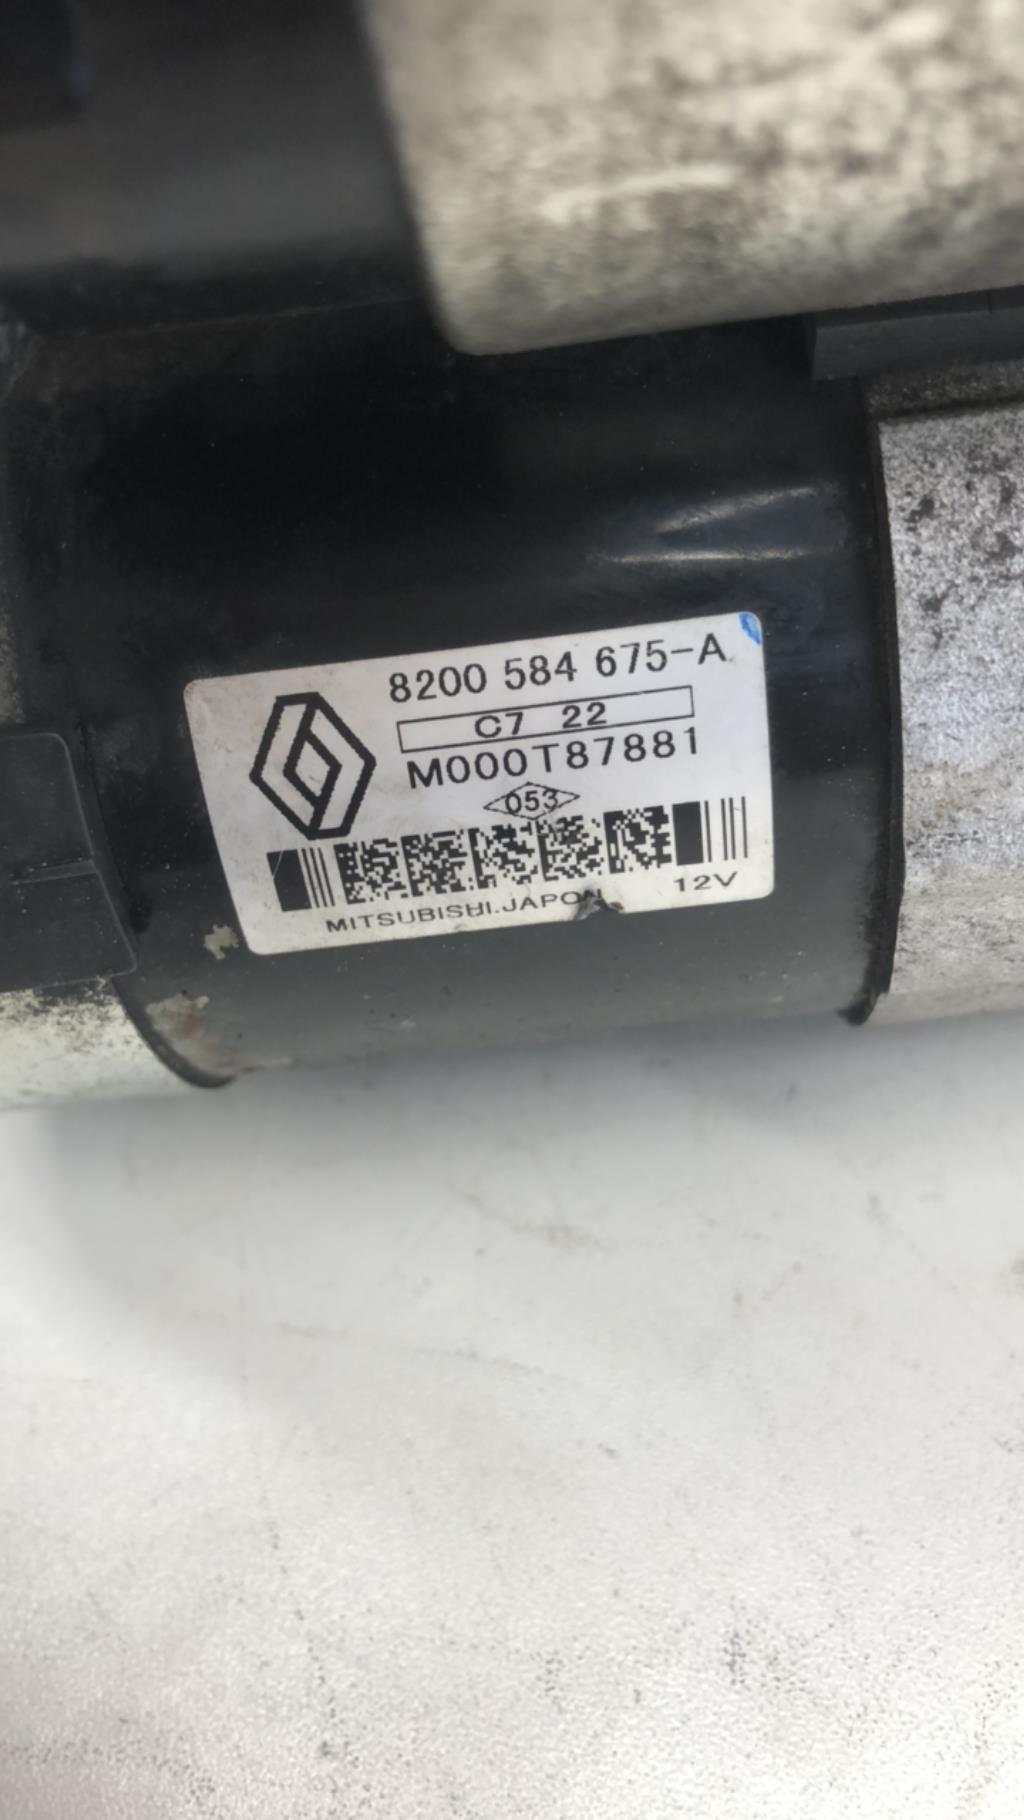 8200 584 675-A
C7 22
M000T87881
053
MITSUBISHI.JAPON
12V